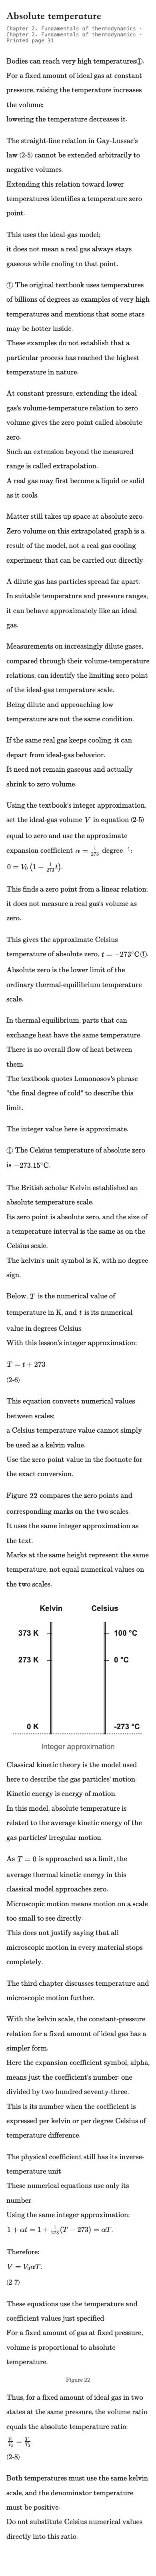 Absolute temperature
Chapter 2, Fundamentals of thermodynamics ·
Chapter 2, Fundamentals of thermodynamics ·
Printed page 31
Bodies can reach very high temperatures①.
For a fixed amount of ideal gas at constant
pressure, raising the temperature increases
the volume;
lowering the temperature decreases it.
The straight-line relation in Gay-Lussac's
law (2-5) cannot be extended arbitrarily to
negative volumes.
Extending this relation toward lower
temperatures identifies a temperature zero
point.
This uses the ideal-gas model;
it does not mean a real gas always stays
gaseous while cooling to that point.
① The original textbook uses temperatures
of billions of degrees as examples of very high
temperatures and mentions that some stars
may be hotter inside.
These examples do not establish that a
particular process has reached the highest
temperature in nature.
At constant pressure, extending the ideal
gas's volume-temperature relation to zero
volume gives the zero point called absolute
zero.
Such an extension beyond the measured
range is called extrapolation.
A real gas may first become a liquid or solid
as it cools.
Matter still takes up space at absolute zero.
Zero volume on this extrapolated graph is a
result of the model, not a real-gas cooling
experiment that can be carried out directly.
A dilute gas has particles spread far apart.
In suitable temperature and pressure ranges,
it can behave approximately like an ideal
gas.
Measurements on increasingly dilute gases,
compared through their volume-temperature
relations, can identify the limiting zero point
of the ideal-gas temperature scale.
Being dilute and approaching low
temperature are not the same condition.
If the same real gas keeps cooling, it can
depart from ideal-gas behavior.
It need not remain gaseous and actually
shrink to zero volume.
Using the textbook's integer approximation,
set the ideal-gas volume V in equation (2-5)
equal to zero and use the approximate
expansion coefficient α = 1/273 degree⁻¹:
0 = V₀ (1 + 1/273 t).
This finds a zero point from a linear relation;
it does not measure a real gas's volume as
zero.
This gives the approximate Celsius
temperature of absolute zero, t = −273°C①.
Absolute zero is the lower limit of the
ordinary thermal-equilibrium temperature
scale.
In thermal equilibrium, parts that can
exchange heat have the same temperature.
There is no overall flow of heat between
them.
The textbook quotes Lomonosov's phrase
"the final degree of cold" to describe this
limit.
The integer value here is approximate.
① The Celsius temperature of absolute zero
is −273.15°C.
The British scholar Kelvin established an
absolute temperature scale.
Its zero point is absolute zero, and the size of
a temperature interval is the same as on the
Celsius scale.
The kelvin's unit symbol is K, with no degree
sign.
Below, T is the numerical value of
temperature in K, and t is its numerical
value in degrees Celsius.
With this lesson's integer approximation:
T = t + 273.
(2-6)
This equation converts numerical values
between scales;
a Celsius temperature value cannot simply
be used as a kelvin value.
Use the zero-point value in the footnote for
the exact conversion.
Figure 22 compares the zero points and
corresponding marks on the two scales.
It uses the same integer approximation as
the text.
Marks at the same height represent the same
temperature, not equal numerical values on
the two scales.
Kelvin Celsius
373 K 100 °C
273 K 0 °C
0 K -273 °C
Integer approximation
Classical kinetic theory is the model used
here to describe the gas particles' motion.
Kinetic energy is energy of motion.
In this model, absolute temperature is
related to the average kinetic energy of the
gas particles' irregular motion.
As T = 0 is approached as a limit, the
average thermal kinetic energy in this
classical model approaches zero.
Microscopic motion means motion on a scale
too small to see directly.
This does not justify saying that all
microscopic motion in every material stops
completely.
The third chapter discusses temperature and
microscopic motion further.
With the kelvin scale, the constant-pressure
relation for a fixed amount of ideal gas has a
simpler form.
Here the expansion-coefficient symbol, alpha,
means just the coefficient's number: one
divided by two hundred seventy-three.
This is its number when the coefficient is
expressed per kelvin or per degree Celsius of
temperature difference.
The physical coefficient still has its inverse-
temperature unit.
These numerical equations use only its
number.
Using the same integer approximation:
1 + αt = 1 + 1/273 (T − 273) = αT.
Therefore:
V = V₀αT.
(2-7)
These equations use the temperature and
coefficient values just specified.
For a fixed amount of gas at fixed pressure,
volume is proportional to absolute
temperature.
Figure 22
Thus, for a fixed amount of ideal gas in two
states at the same pressure, the volume ratio
equals the absolute-temperature ratio:
V₁/V₂ = T₁/T₂.
(2-8)
Both temperatures must use the same kelvin
scale, and the denominator temperature
must be positive.
Do not substitute Celsius numerical values
directly into this ratio.